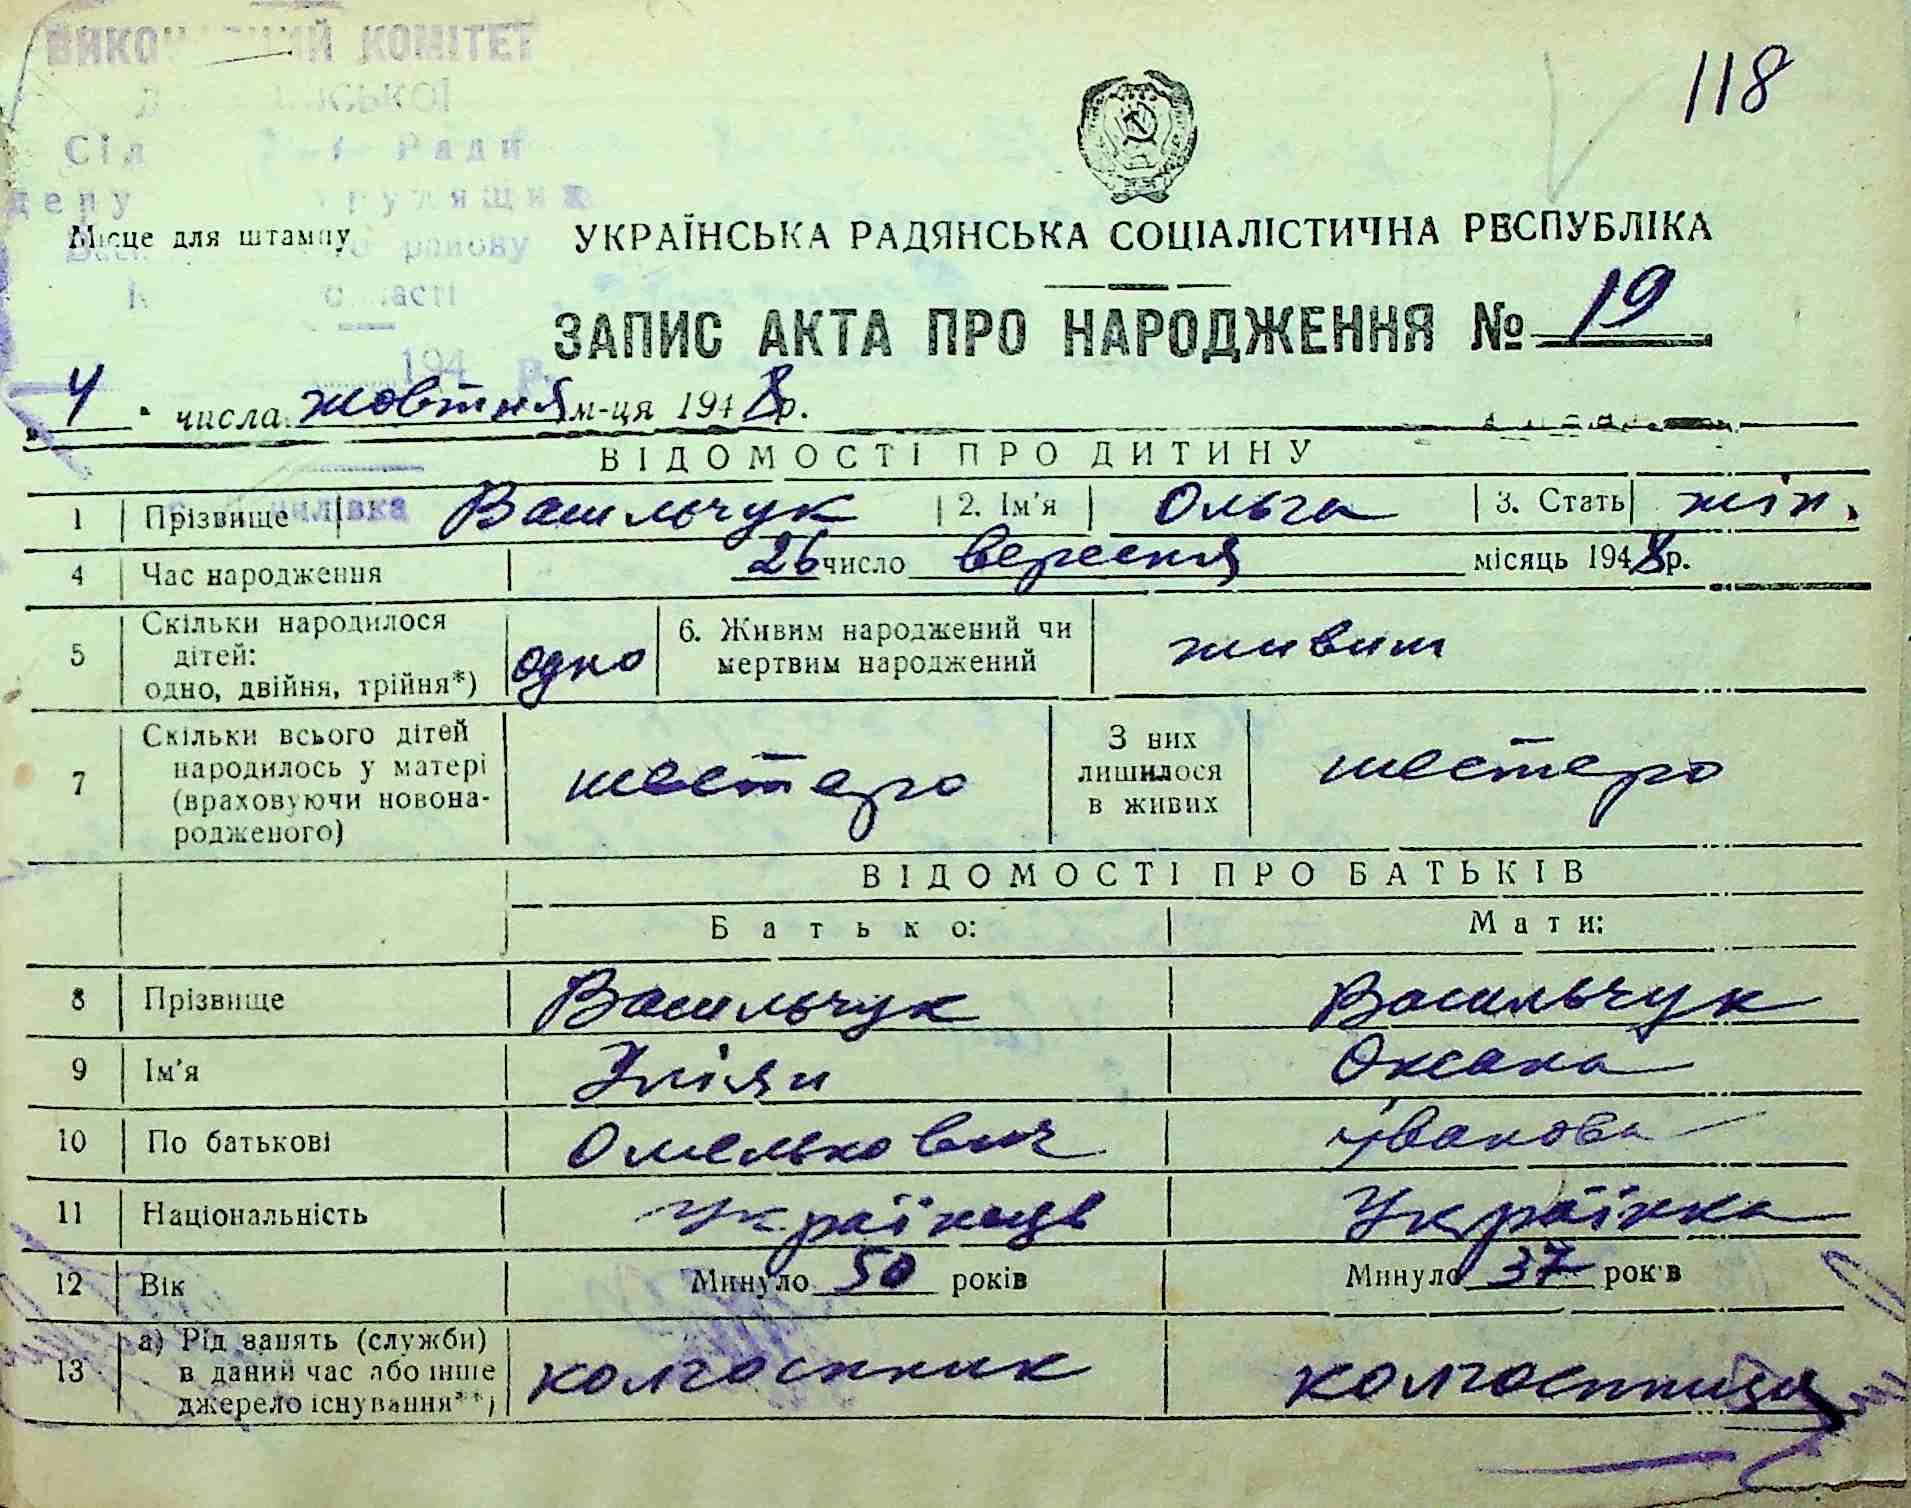 118
КОМІТЕТ
Ради
Місце для штампу
району
УКРАЇНСЬКА РАДЯНСЬКА СОЦІАЛІСТИЧНА РЕСПУБЛІКА
ЗАПИС АКТА ПРО НАРОДЖЕННЯ № 19
194 р.
„4" числа жовтня м-ця 1948 р.
ВІДОМОСТІ ПРО ДИТИНУ
1 Прізвище Васильчук 2. Ім'я Ольга 3. Стать жін.
4 Час народження 26 число вересня місяць 1948 р.
5 Скільки народилося дітей: одно, двійня, трійня*) одно 6. Живим народжений чи мертвим народжений живим
7 Скільки всього дітей народилось у матері (враховуючи новонародженого) шестеро З них лишилося в живих шестеро
ВІДОМОСТІ ПРО БАТЬКІВ
Батько: Мати:
8 Прізвище Васильчук Васильчук
9 Ім'я Уліян Оксана
10 По батькові Омелькович Іванова
11 Національність Українець Українка
12 Вік Минуло 50 років Минуло 37 років
13 а) Рід занять (служби) в даний час або інше джерело існування**) колгоспник колгоспниця